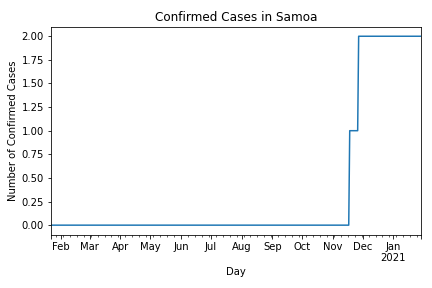 Confirmed Cases in Samoa
2.00
1.75
1.50
1.25
1.00
0.75
0.50
0.25
0.00
Number of Confirmed Cases
Feb Mar Apr May Jun Jul Aug Sep Oct Nov Dec Jan
2021
Day